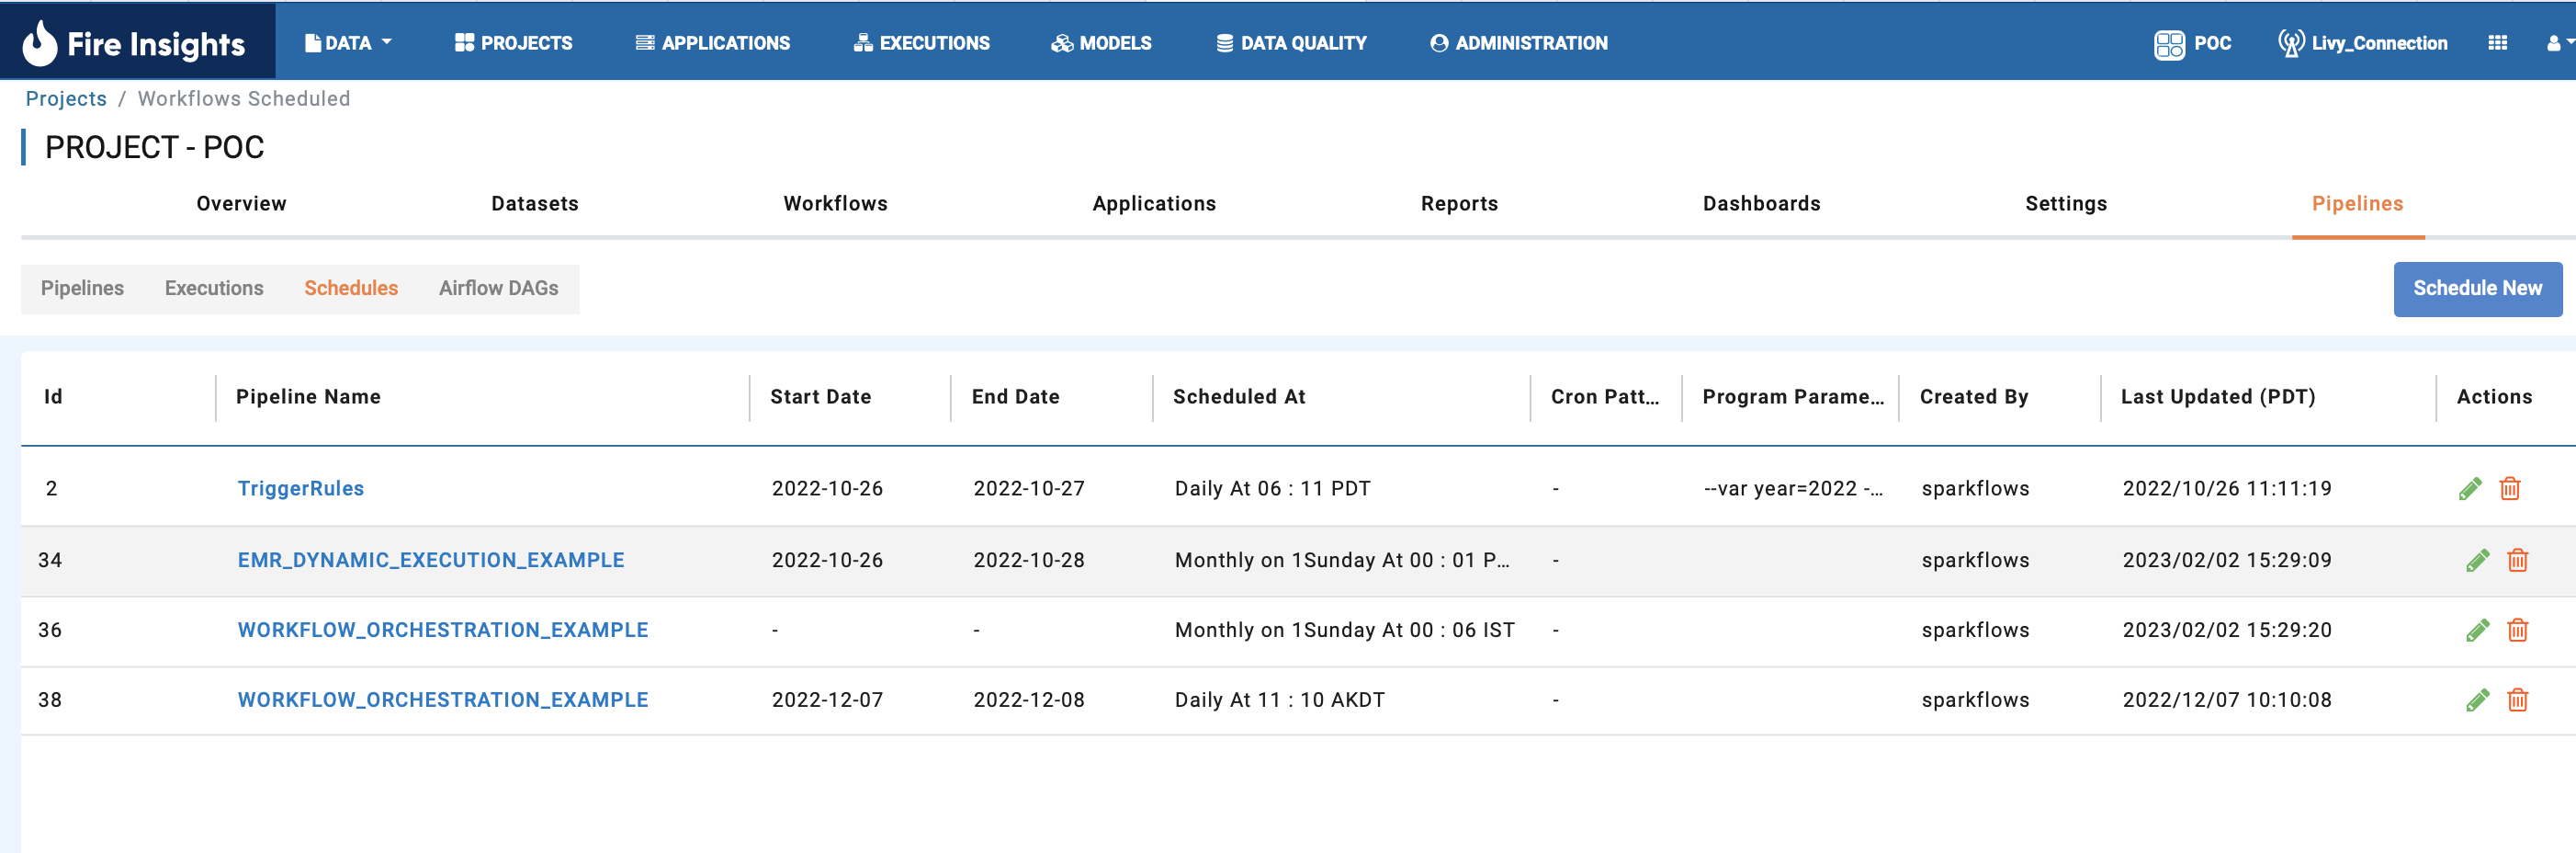 Fire Insights DATA PROJECTS APPLICATIONS EXECUTIONS MODELS DATA QUALITY ADMINISTRATION POC Livy_Connection
Projects / Workflows Scheduled
PROJECT - POC
Overview Datasets Workflows Applications Reports Dashboards Settings Pipelines
Pipelines Executions Schedules Airflow DAGs Schedule New
Id Pipeline Name Start Date End Date Scheduled At Cron Patt... Program Parame... Created By Last Updated (PDT) Actions
2 TriggerRules 2022-10-26 2022-10-27 Daily At 06 : 11 PDT - --var year=2022 -... sparkflows 2022/10/26 11:11:19
34 EMR_DYNAMIC_EXECUTION_EXAMPLE 2022-10-26 2022-10-28 Monthly on 1Sunday At 00 : 01 P... - sparkflows 2023/02/02 15:29:09
36 WORKFLOW_ORCHESTRATION_EXAMPLE - - Monthly on 1Sunday At 00 : 06 IST - sparkflows 2023/02/02 15:29:20
38 WORKFLOW_ORCHESTRATION_EXAMPLE 2022-12-07 2022-12-08 Daily At 11 : 10 AKDT - sparkflows 2022/12/07 10:10:08